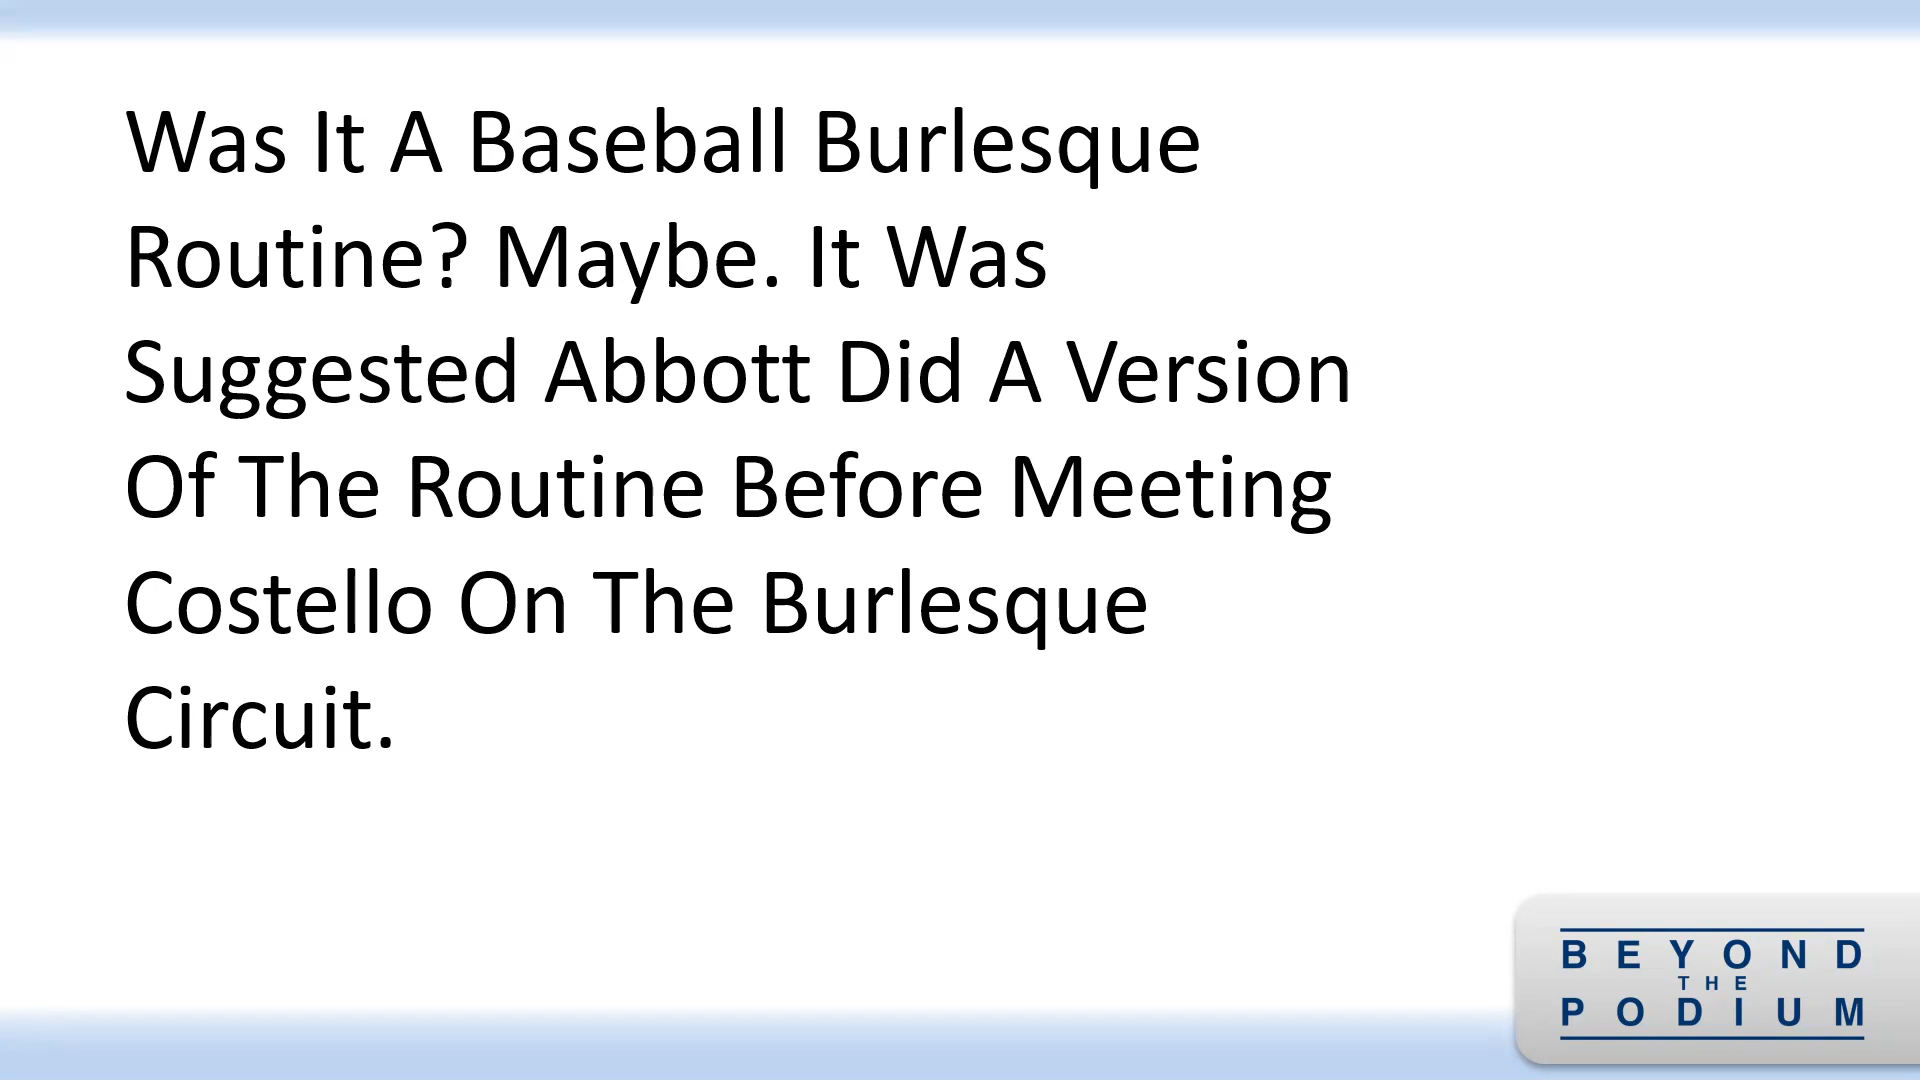 Was It A Baseball Burlesque
Routine? Maybe. It Was
Suggested Abbott Did A Version
Of The Routine Before Meeting
Costello On The Burlesque
Circuit.
BEYOND
THE
PODIUM